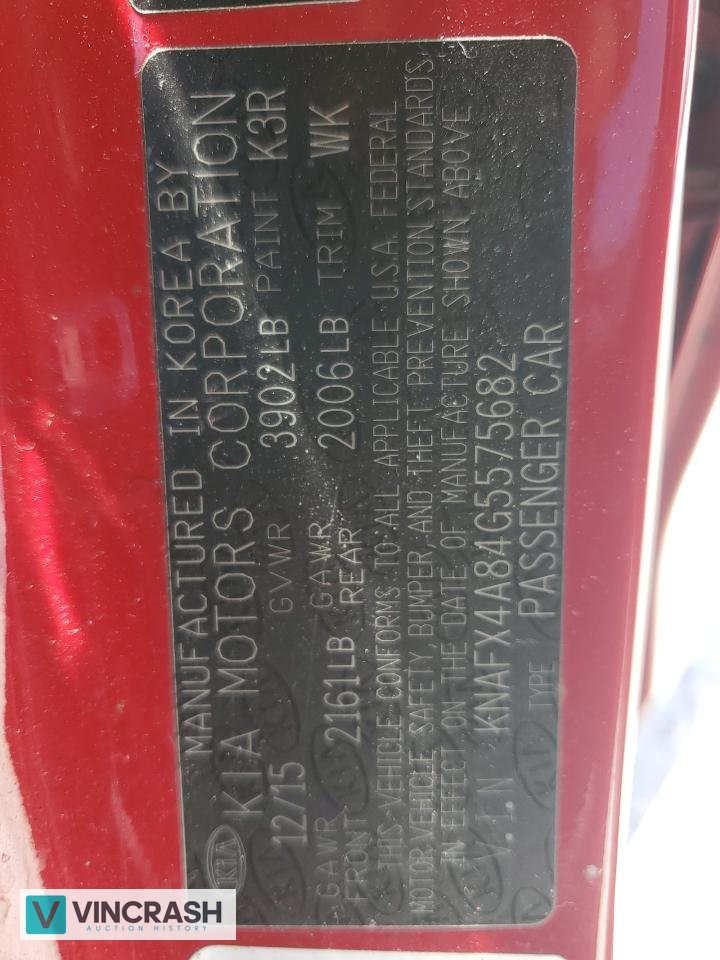 MANUFACTURED IN KOREA BY
KIA MOTORS CORPORATION
12/15 GVWR 3902LB PAINT K3R
GAWR FRONT 2161LB GAWR REAR 2006LB TRIM WK
THIS VEHICLE CONFORMS TO ALL APPLICABLE U.S.A FEDERAL
MOTOR VEHICLE SAFETY, BUMPER, AND THEFT PREVENTION STANDARDS
IN EFFECT ON THE DATE OF MANUFACTURE SHOWN ABOVE.
V.I.N KNAFX4A84G5575682
TYPE PASSENGER CAR
KIA
V VINCRASH
AUCTION HISTORY